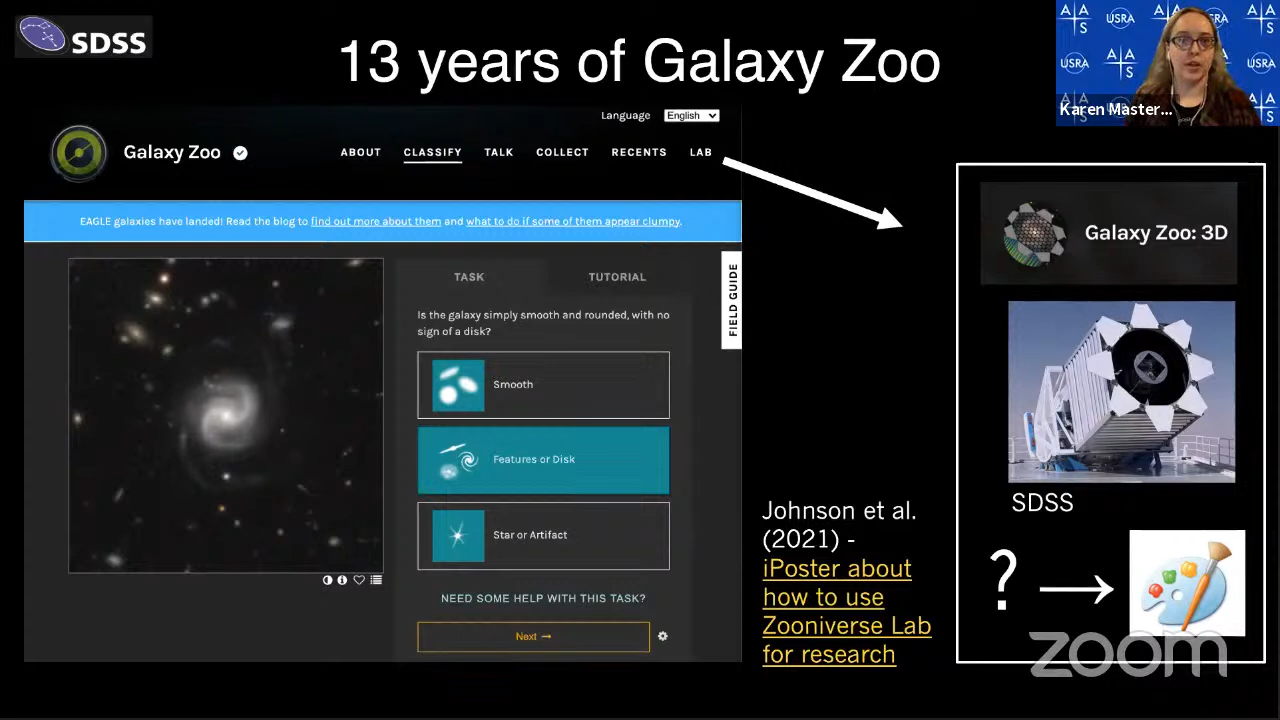 SDSS
13 years of Galaxy Zoo
USRA
USRA
USRA
USRA
Karen Master...
Language English
Galaxy Zoo
ABOUT CLASSIFY TALK COLLECT RECENTS LAB
EAGLE galaxies have landed! Read the blog to find out more about them and what to do if some of them appear clumpy.
FIELD GUIDE
TASK TUTORIAL
Is the galaxy simply smooth and rounded, with no
sign of a disk?
Smooth
Features or Disk
Star or Artifact
NEED SOME HELP WITH THIS TASK?
Next →
Johnson et al.
(2021) -
iPoster about
how to use
Zooniverse Lab
for research
Galaxy Zoo: 3D
SDSS
? →
zoom